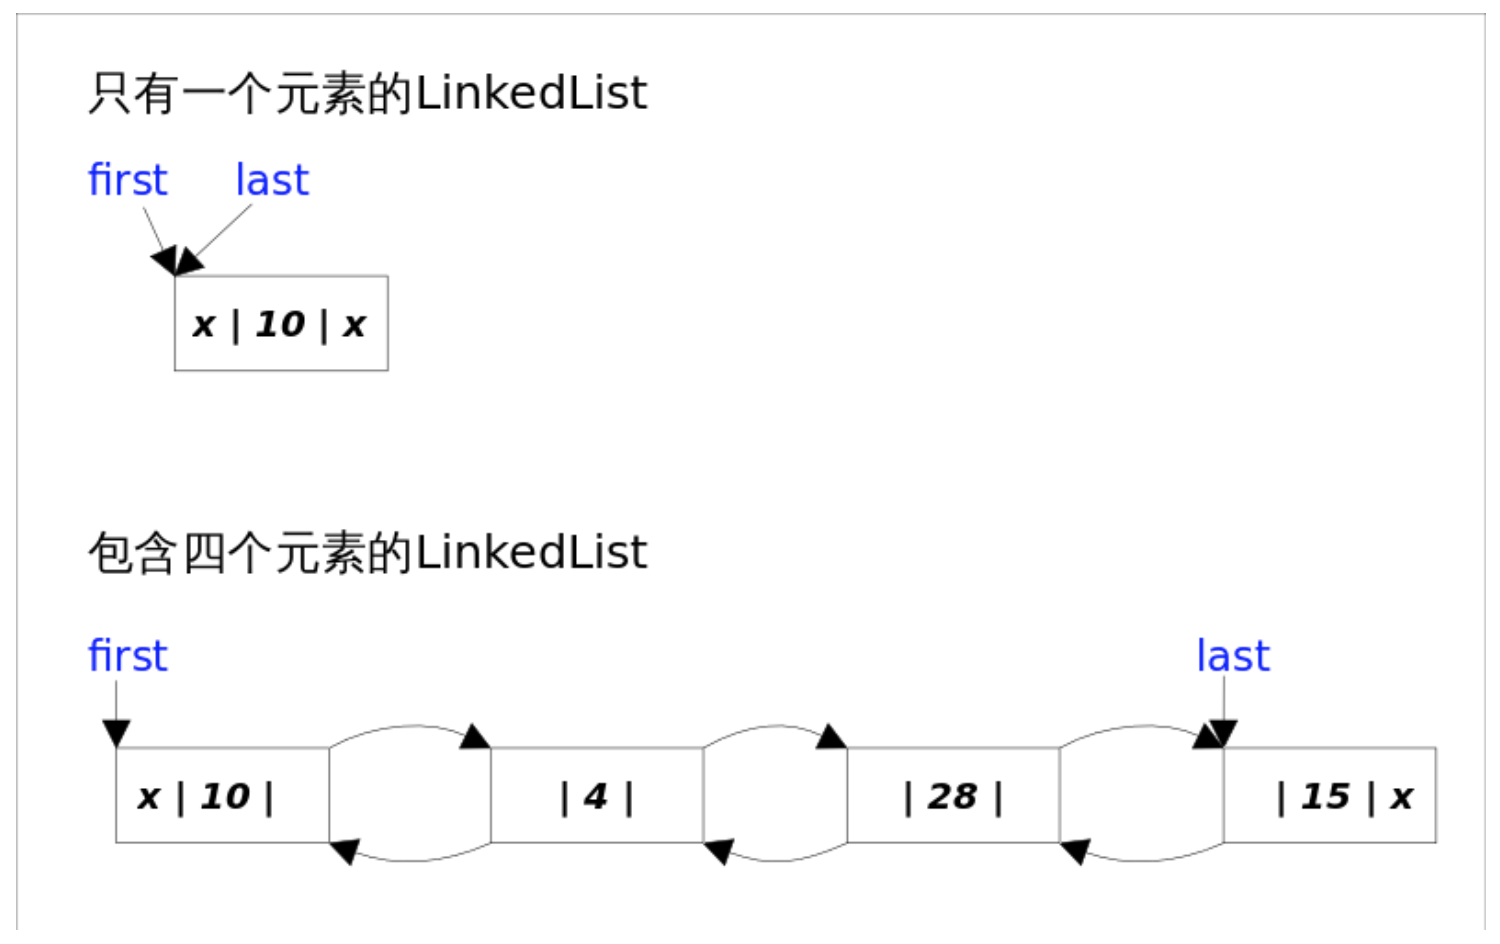 只有一个元素的LinkedList
first last
x | 10 | x
包含四个元素的LinkedList
first last
x | 10 | | 4 | | 28 | | 15 | x